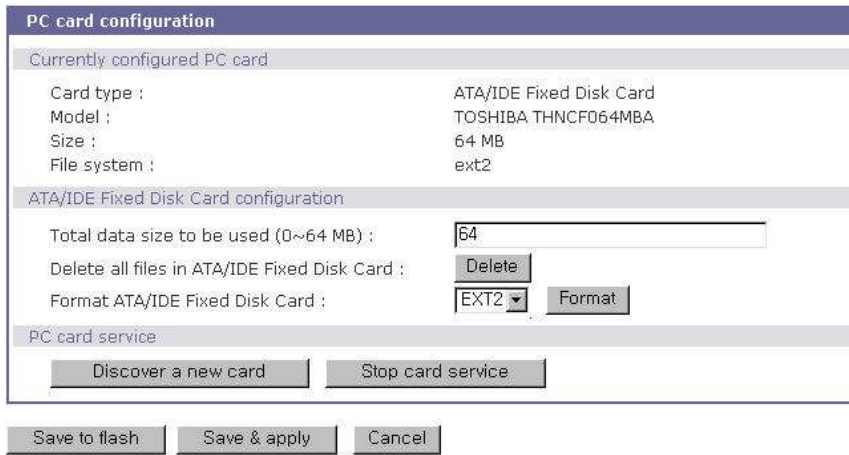 PC card configuration
Currently configured PC card
Card type : ATA/IDE Fixed Disk Card
Model : TOSHIBA THNCF064MBA
Size : 64 MB
File system : ext2
ATA/IDE Fixed Disk Card configuration
Total data size to be used (0~64 MB) : 64
Delete all files in ATA/IDE Fixed Disk Card : Delete
Format ATA/IDE Fixed Disk Card : EXT2 Format
PC card service
Discover a new card Stop card service
Save to flash Save & apply Cancel